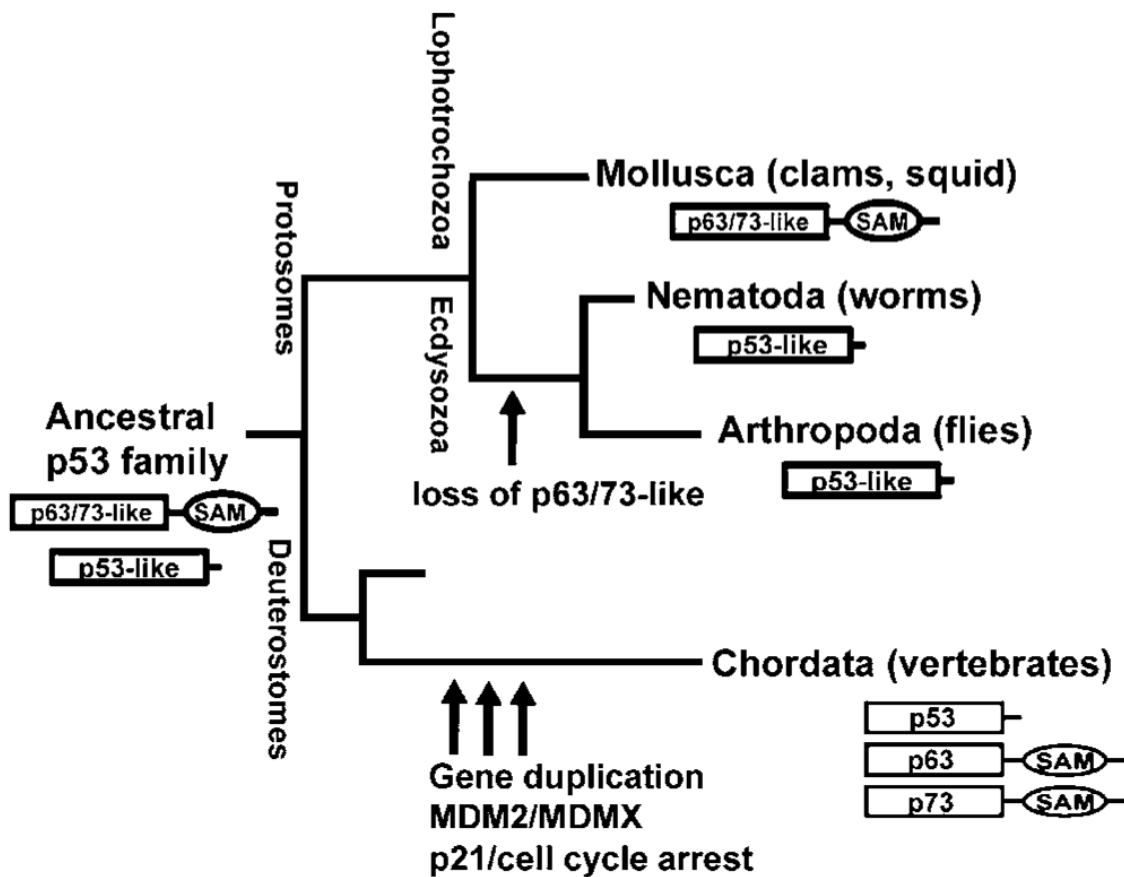 Lophotrochozoa
Protosomes
Mollusca (clams, squid)
p63/73-like SAM
Ecdysozoa
Nematoda (worms)
p53-like
Ancestral
p53 family
p63/73-like SAM
p53-like
Arthropoda (flies)
p53-like
loss of p63/73-like
Deuterostomes
Chordata (vertebrates)
p53
p63 SAM
p73 SAM
Gene duplication
MDM2/MDMX
p21/cell cycle arrest